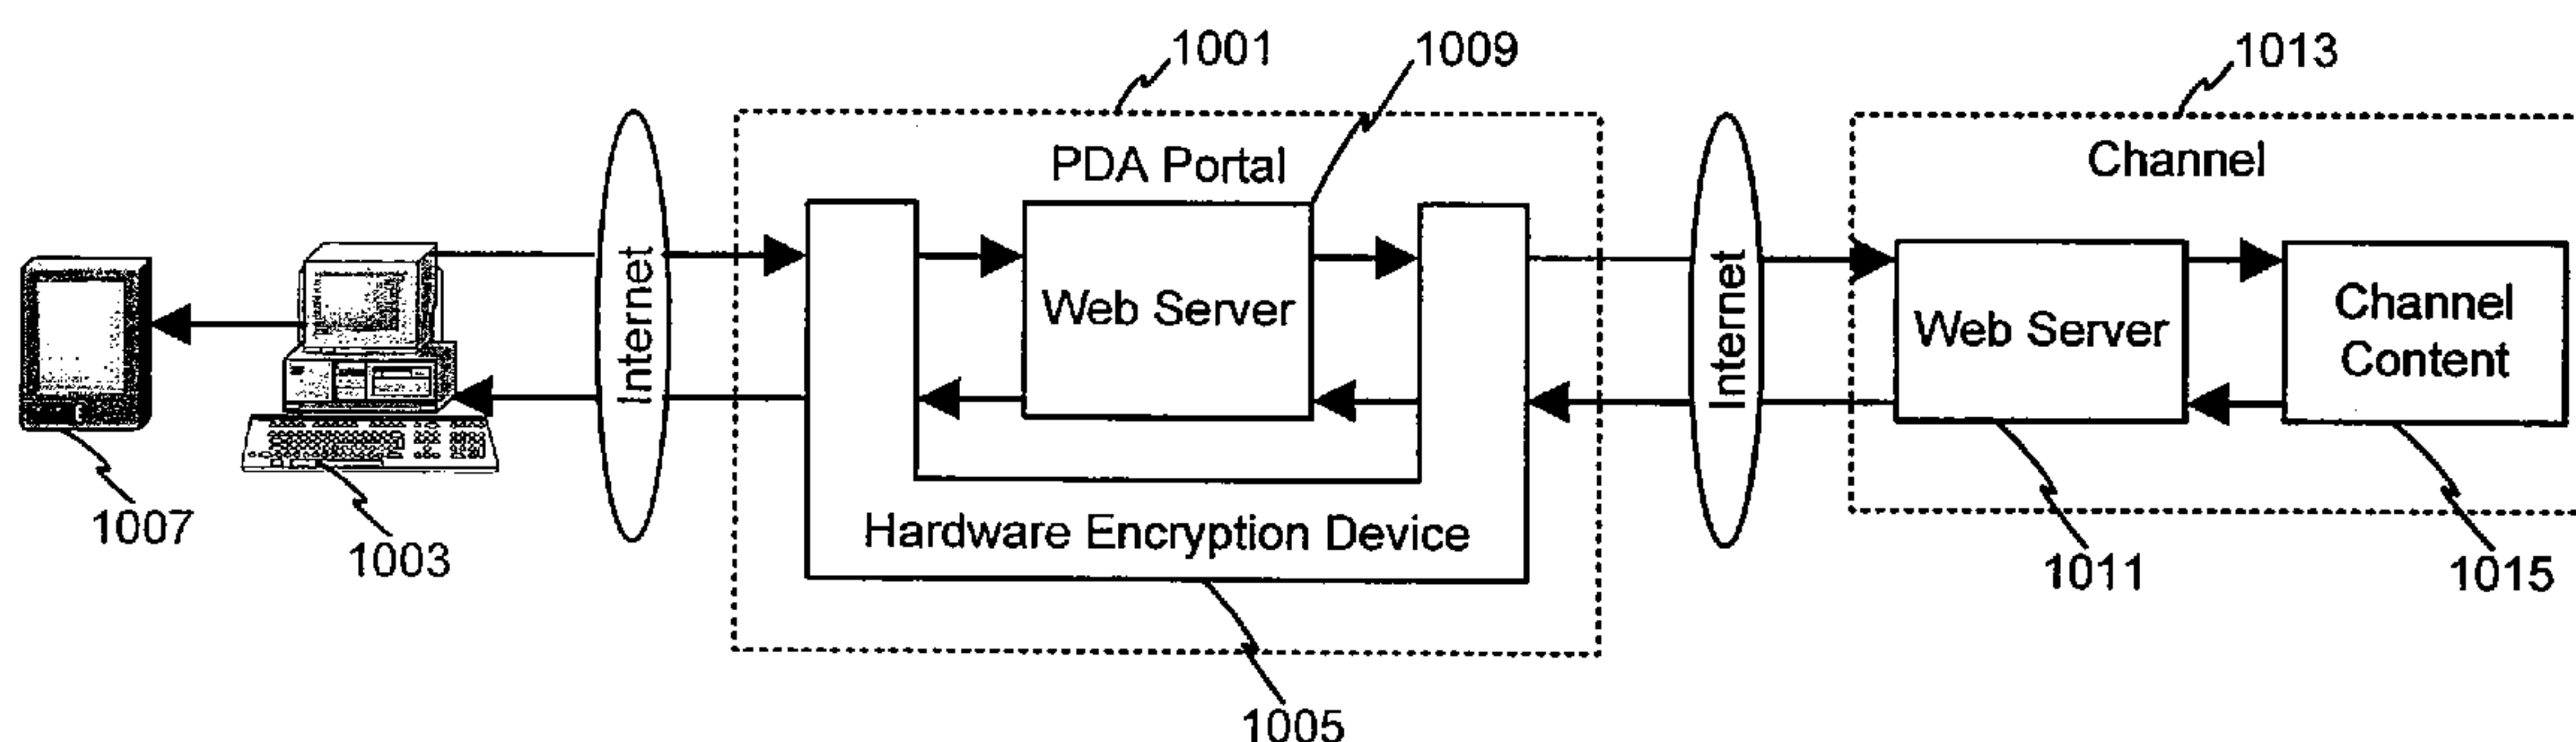 1001
1009
1013
PDA Portal
Channel
Internet
Web Server
Internet
Web Server
Channel
Content
Hardware Encryption Device
1007
1003
1005
1011
1015